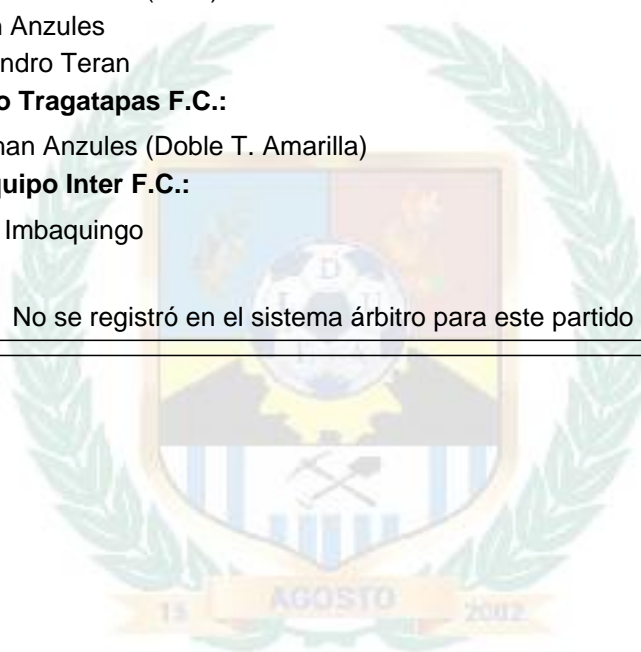 n Anzules
ndro Teran
o Tragatapas F.C.:
nan Anzules (Doble T. Amarilla)
quipo Inter F.C.:
Imbaquingo
No se registró en el sistema árbitro para este partido
D
L U
15 AGOSTO 2002